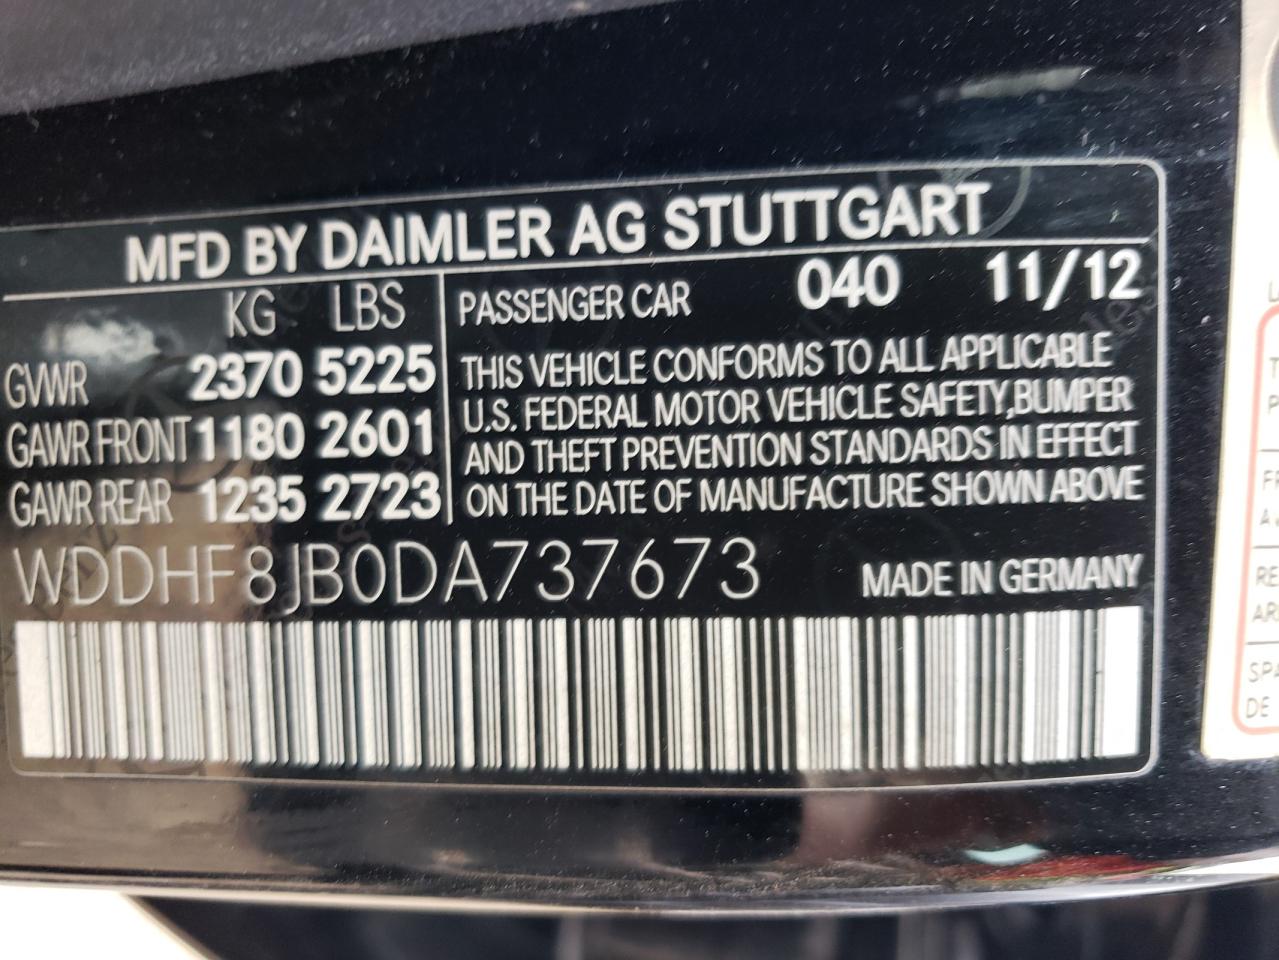 MFD BY DAIMLER AG STUTTGART
KG LBS
GVWR 2370 5225
GAWR FRONT 1180 2601
GAWR REAR 1235 2723
PASSENGER CAR 040 11/12
THIS VEHICLE CONFORMS TO ALL APPLICABLE
U.S. FEDERAL MOTOR VEHICLE SAFETY, BUMPER
AND THEFT PREVENTION STANDARDS IN EFFECT
ON THE DATE OF MANUFACTURE SHOWN ABOVE
WDDHF8JB0DA737673 MADE IN GERMANY
SPA
DE